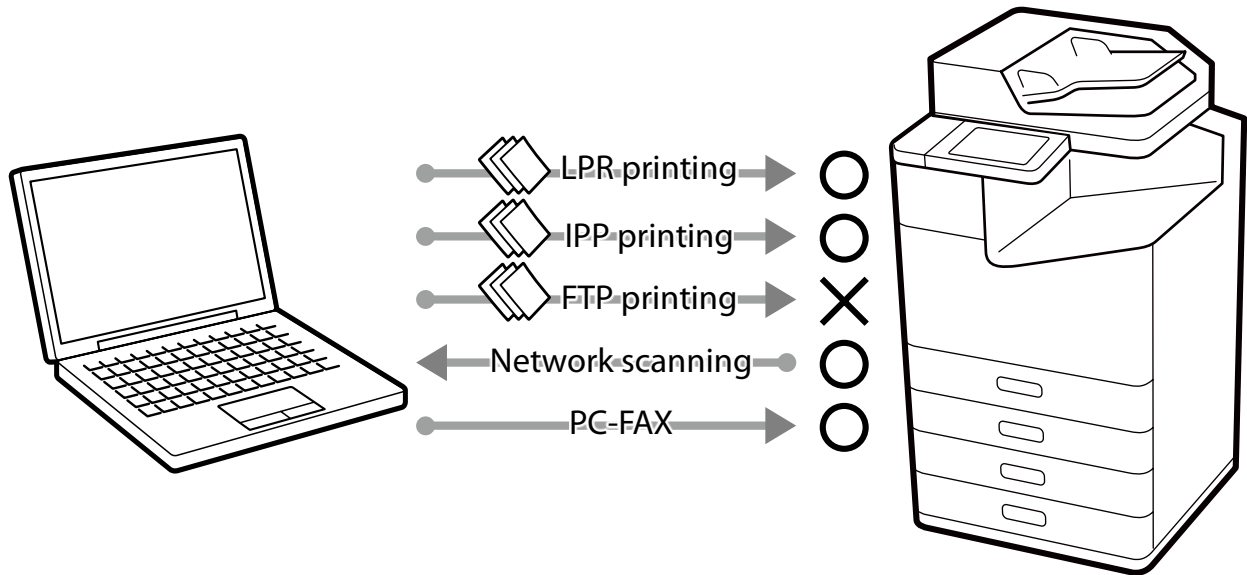 LPR printing
IPP printing
FTP printing
Network scanning
PC-FAX